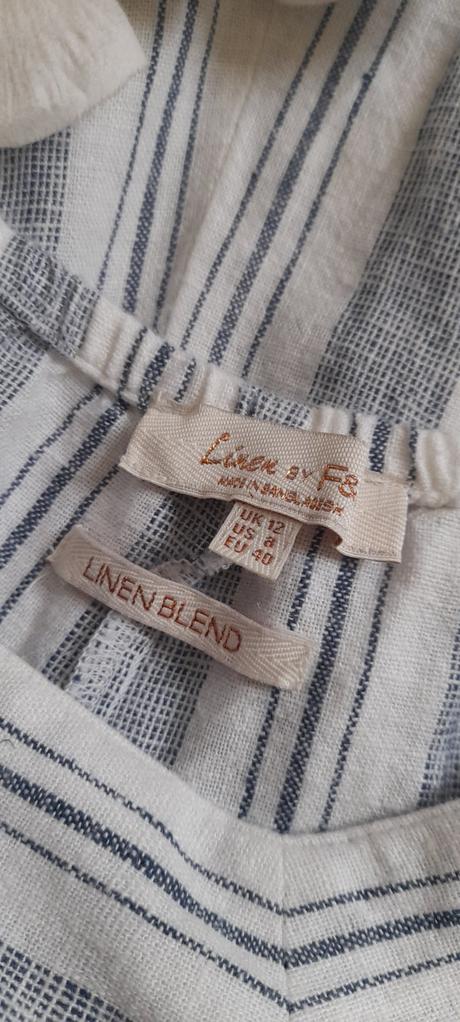 Linen BY F&F
MADE IN BANGLADESH
UK 12
US 8
EU 40
LINEN BLEND